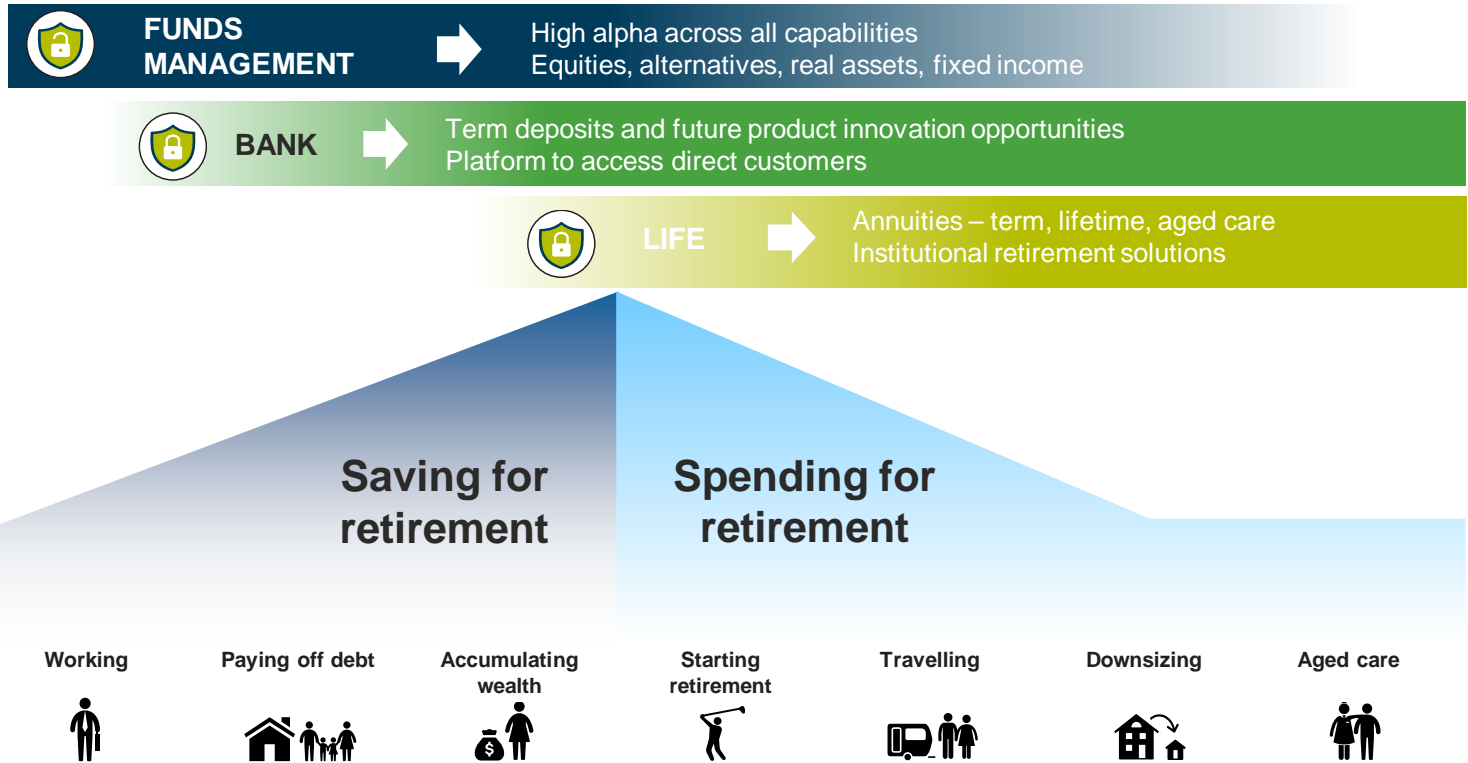 FUNDS
MANAGEMENT
High alpha across all capabilities
Equities, alternatives, real assets, fixed income
BANK
Term deposits and future product innovation opportunities
Platform to access direct customers
LIFE
Annuities – term, lifetime, aged care
Institutional retirement solutions
Saving for
retirement
Spending for
retirement
Working
Paying off debt
Accumulating
wealth
$
Starting
retirement
Travelling
Downsizing
Aged care